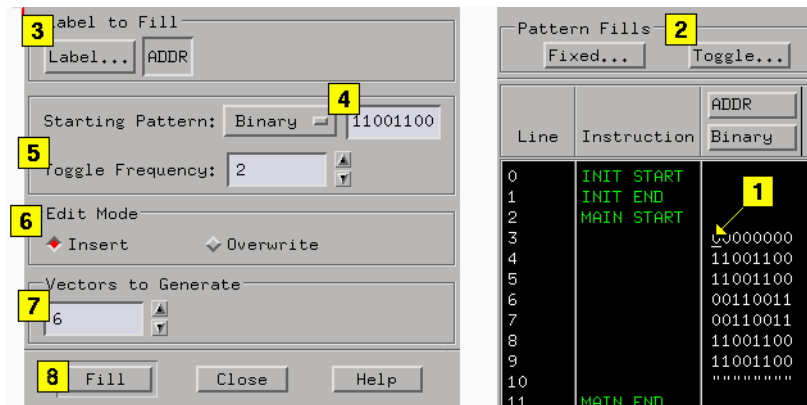 3 Label to Fill
Label... ADDR
Starting Pattern: Binary 4 11001100
5 Toggle Frequency: 2
6 Edit Mode
Insert Overwrite
Vectors to Generate
7 6
8 Fill Close Help
Pattern Fills 2
Fixed... Toggle...
ADDR
Line Instruction Binary
0 INIT START
1 INIT END 1
2 MAIN START
3 00000000
4 11001100
5 11001100
6 00110011
7 00110011
8 11001100
9 11001100
10 """"""""
11 MAIN END